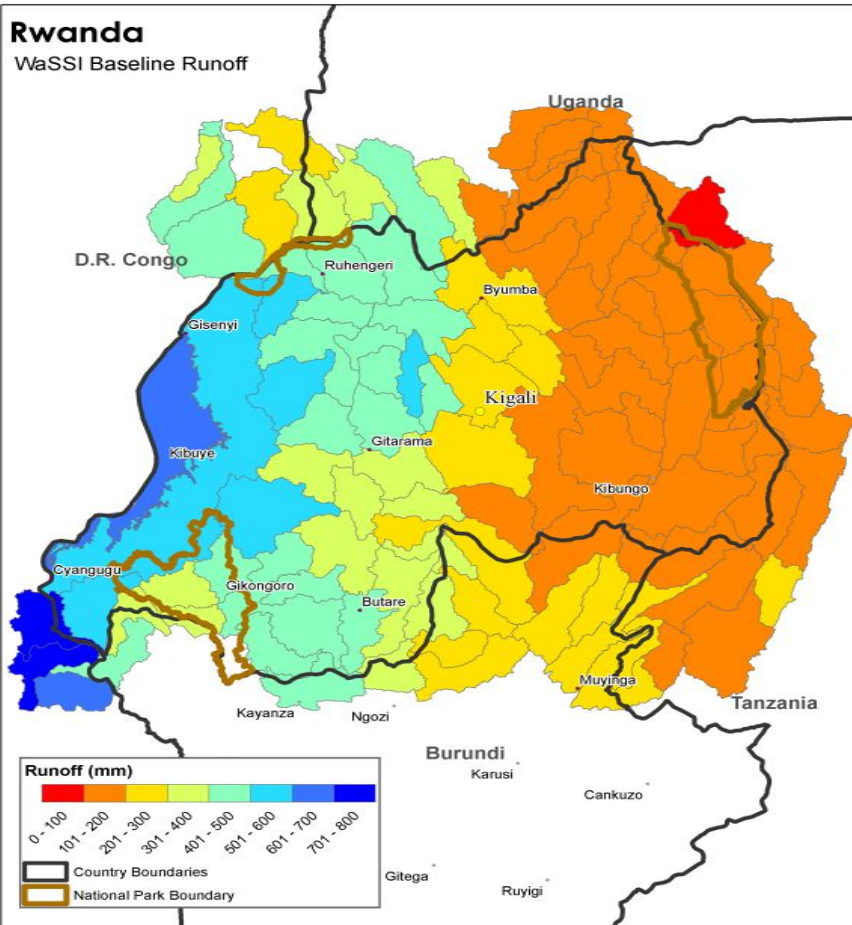 Rwanda
WaSSI Baseline Runoff
Uganda
D.R. Congo
Ruhengeri
Byumba
Gisenyi
Kigali
Gitarama
Kibuye
Kibungo
Cyangugu
Gikongoro
Butare
Muyinga
Tanzania
Kayanza
Ngozi
Burundi
Karusi
Cankuzo
Gitega
Ruyigi
Runoff (mm)
0 - 100
101 - 200
201 - 300
301 - 400
401 - 500
501 - 600
601 - 700
701 - 800
Country Boundaries
National Park Boundary